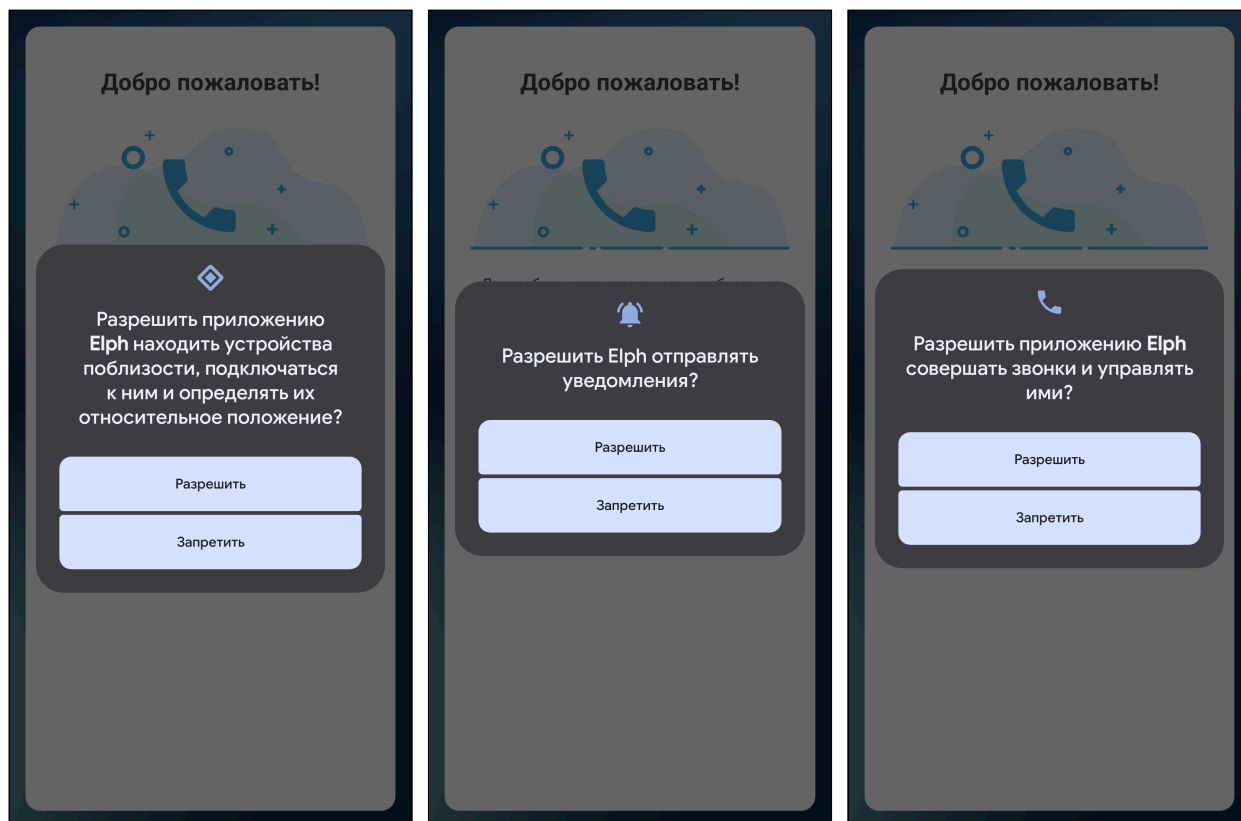 Добро пожаловать!
Разрешить приложению
Elph находить устройства
поблизости, подключаться
к ним и определять их
относительное положение?
Разрешить
Запретить
Добро пожаловать!
Разрешить Elph отправлять
уведомления?
Разрешить
Запретить
Добро пожаловать!
Разрешить приложению Elph
совершать звонки и управлять
ими?
Разрешить
Запретить